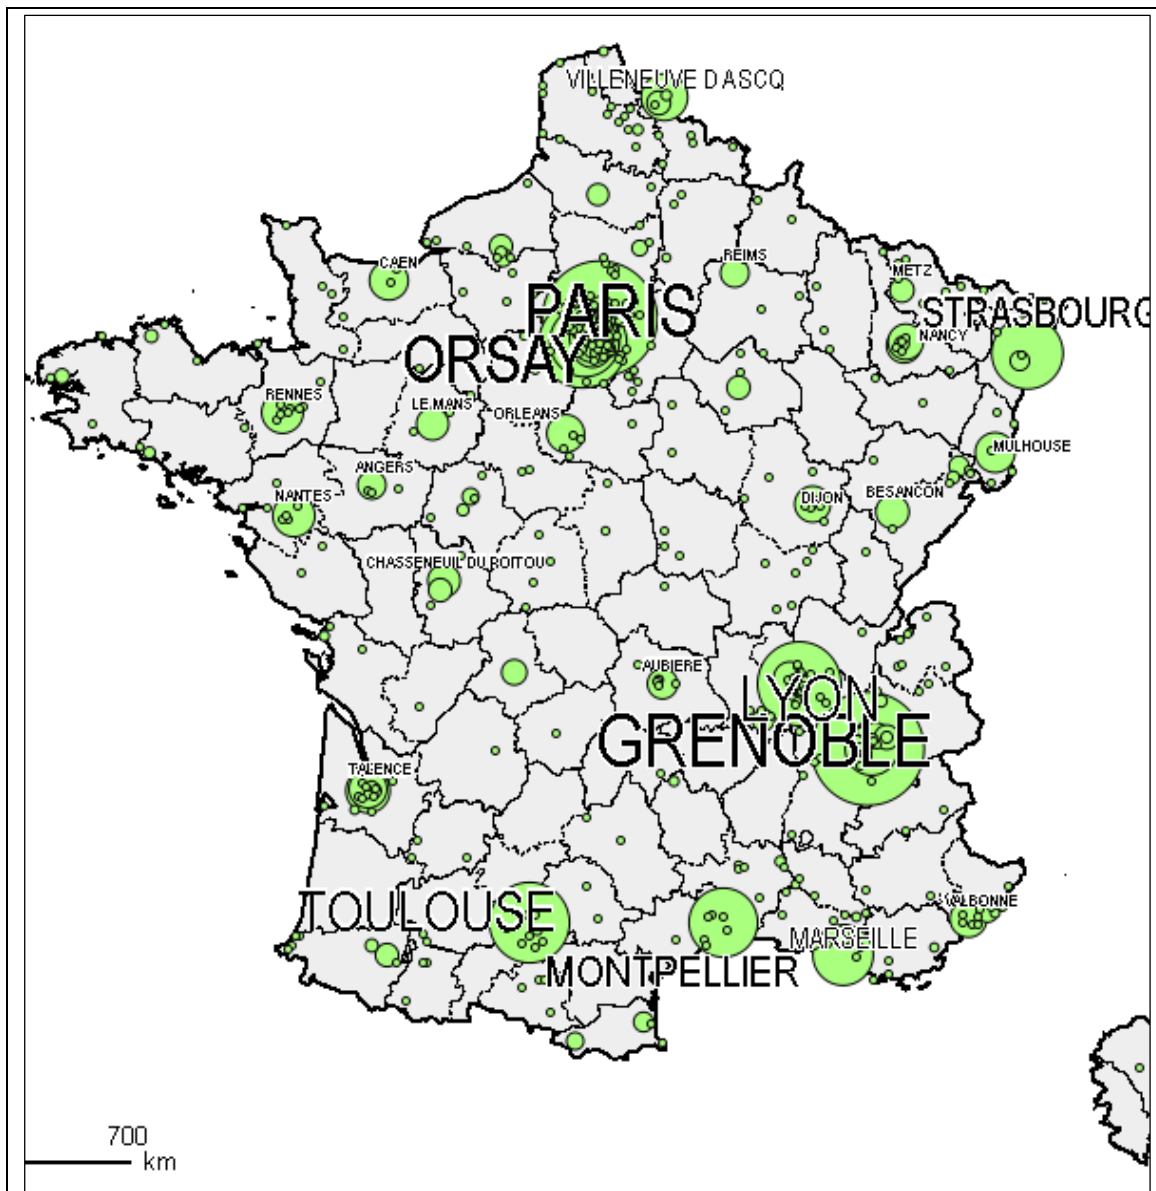 VILLENEUVE D ASCQ
REIMS
CAEN
METZ
PARIS
STRASBOURG
NANCY
ORSAY
RENNES
LE MANS
ORLEANS
MULHOUSE
ANGERS
NANTES
DIJON
BESANCON
CHASSENEUIL DU ROITOU
AUBIERE
LYON
GRENOBLE
TALENCE
TOULOUSE
VALBONNE
MARSEILLE
MONTPELLIER
700
km